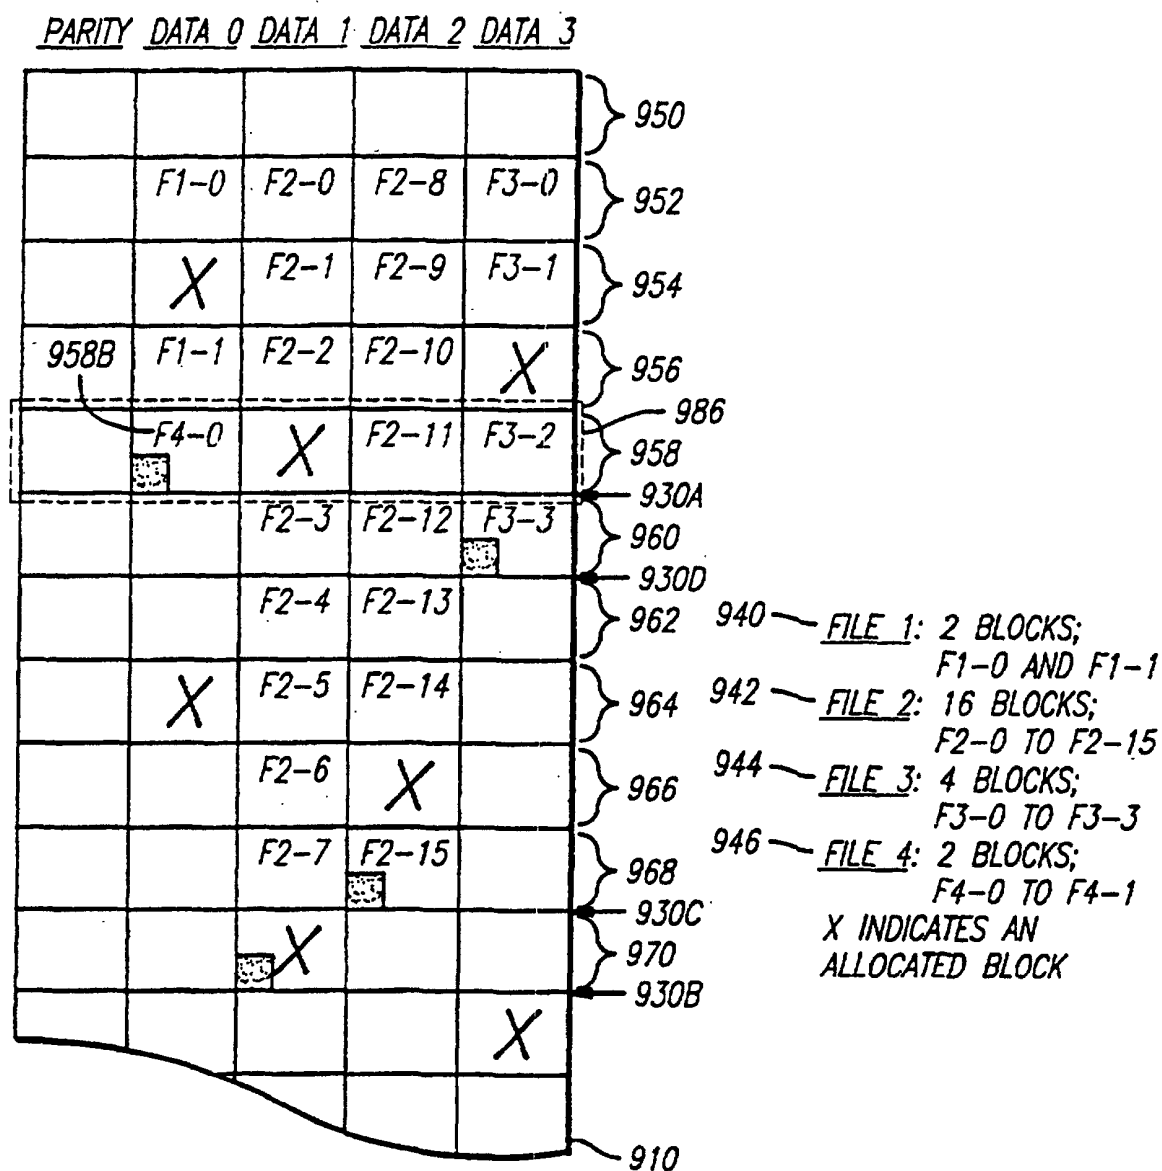 PARITY DATA 0 DATA 1 DATA 2 DATA 3
950
F1-0 F2-0 F2-8 F3-0
952
X F2-1 F2-9 F3-1
954
958B F1-1 F2-2 F2-10 X
956
986
F4-0 X F2-11 F3-2
958
930A
F2-3 F2-12 F3-3
960
930D
F2-4 F2-13
962
X F2-5 F2-14
964
F2-6 X
966
F2-7 F2-15
968
930C
X
970
930B
X
910
940 FILE 1: 2 BLOCKS;
F1-0 AND F1-1
942 FILE 2: 16 BLOCKS;
F2-0 TO F2-15
944 FILE 3: 4 BLOCKS;
F3-0 TO F3-3
946 FILE 4: 2 BLOCKS;
F4-0 TO F4-1
X INDICATES AN
ALLOCATED BLOCK